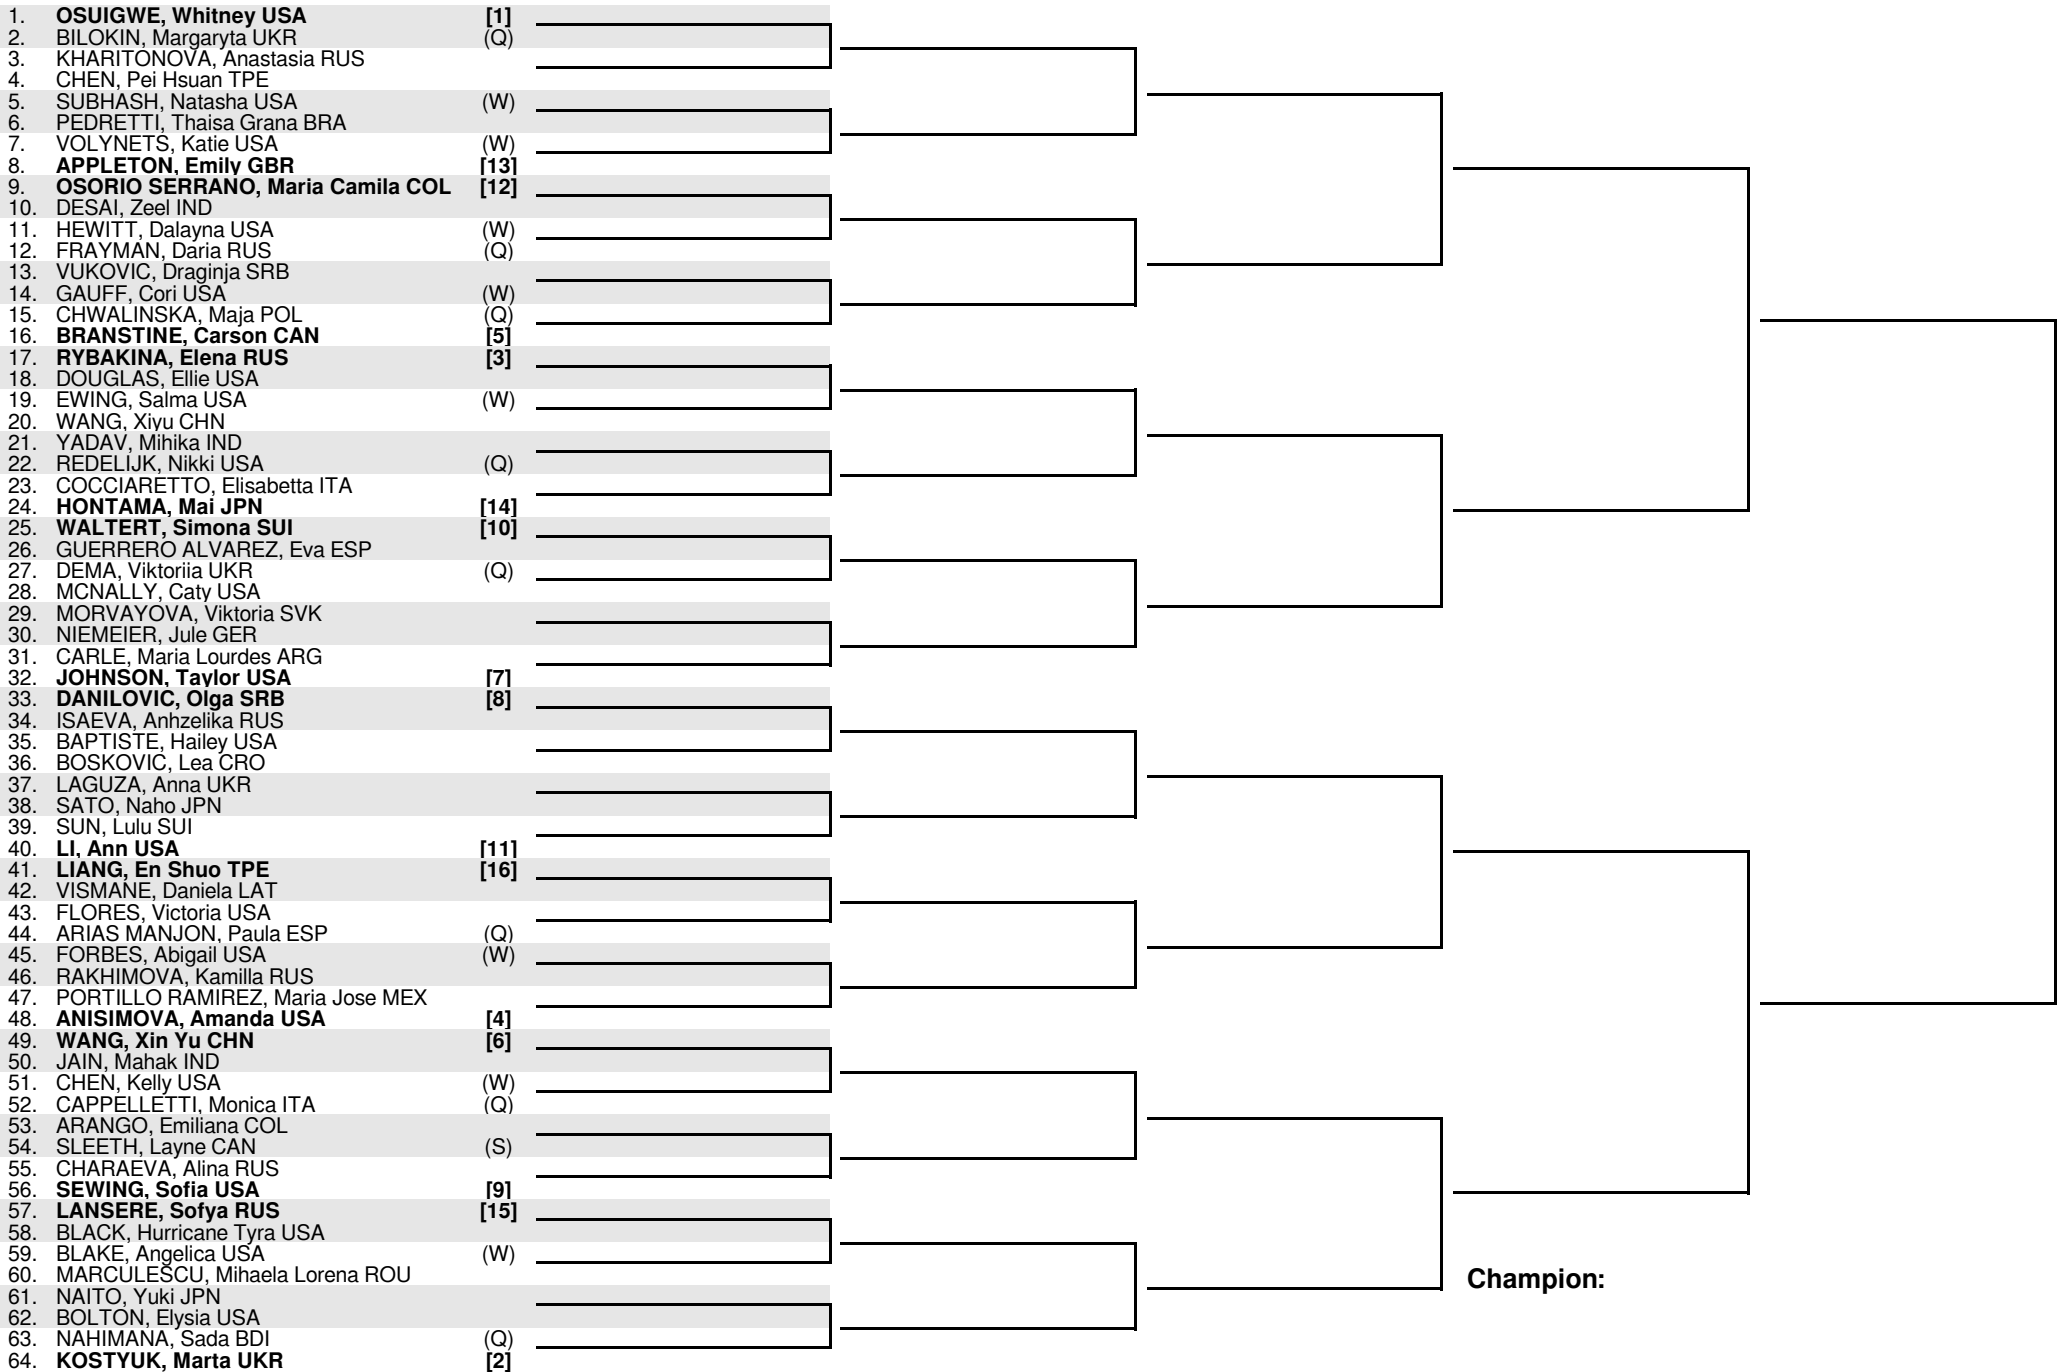 1. OSUIGWE, Whitney USA [1]
2. BILOKIN, Margaryta UKR (Q)
3. KHARITONOVA, Anastasia RUS
4. CHEN, Pei Hsuan TPE
5. SUBHASH, Natasha USA (W)
6. PEDRETTI, Thaisa Grana BRA
7. VOLYNETS, Katie USA (W)
8. APPLETON, Emily GBR [13]
9. OSORIO SERRANO, Maria Camila COL [12]
10. DESAI, Zeel IND
11. HEWITT, Dalayna USA (W)
12. FRAYMAN, Daria RUS (Q)
13. VUKOVIC, Draginja SRB
14. GAUFF, Cori USA (W)
15. CHWALINSKA, Maja POL (Q)
16. BRANSTINE, Carson CAN [5]
17. RYBAKINA, Elena RUS [3]
18. DOUGLAS, Ellie USA
19. EWING, Salma USA (W)
20. WANG, Xiyu CHN
21. YADAV, Mihika IND
22. REDELIJK, Nikki USA (Q)
23. COCCIARETTO, Elisabetta ITA
24. HONTAMA, Mai JPN [14]
25. WALTERT, Simona SUI [10]
26. GUERRERO ALVAREZ, Eva ESP
27. DEMA, Viktoriia UKR (Q)
28. MCNALLY, Caty USA
29. MORVAYOVA, Viktoria SVK
30. NIEMEIER, Jule GER
31. CARLE, Maria Lourdes ARG
32. JOHNSON, Taylor USA [7]
33. DANILOVIC, Olga SRB [8]
34. ISAEVA, Anhzelika RUS
35. BAPTISTE, Hailey USA
36. BOSKOVIC, Lea CRO
37. LAGUZA, Anna UKR
38. SATO, Naho JPN
39. SUN, Lulu SUI
40. LI, Ann USA [11]
41. LIANG, En Shuo TPE [16]
42. VISMANE, Daniela LAT
43. FLORES, Victoria USA
44. ARIAS MANJON, Paula ESP (Q)
45. FORBES, Abigail USA (W)
46. RAKHIMOVA, Kamilla RUS
47. PORTILLO RAMIREZ, Maria Jose MEX
48. ANISIMOVA, Amanda USA [4]
49. WANG, Xin Yu CHN [6]
50. JAIN, Mahak IND
51. CHEN, Kelly USA (W)
52. CAPPELLETTI, Monica ITA (Q)
53. ARANGO, Emiliana COL
54. SLEETH, Layne CAN (S)
55. CHARAEVA, Alina RUS
56. SEWING, Sofia USA [9]
57. LANSERE, Sofya RUS [15]
58. BLACK, Hurricane Tyra USA
59. BLAKE, Angelica USA (W)
60. MARCULESCU, Mihaela Lorena ROU
61. NAITO, Yuki JPN
62. BOLTON, Elysia USA
63. NAHIMANA, Sada BDI (Q)
64. KOSTYUK, Marta UKR [2]
Champion: